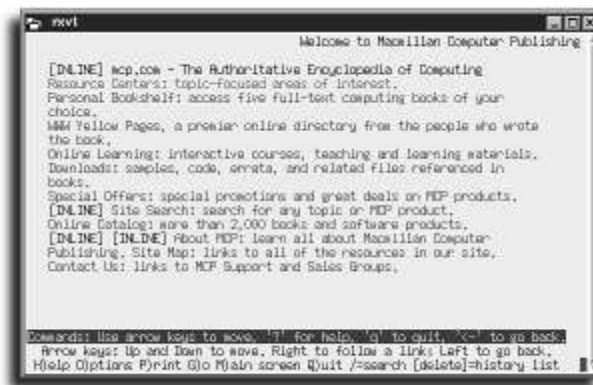 rxvt
Welcome to Macmillan Computer Publishing
[INLINE] mcp.com - The Authoritative Encyclopedia of Computing
Resource Centers: topic-focused areas of interest.
Personal Bookshelf: access five full-text computing books of your
choice.
WWW Yellow Pages, a premier online directory from the people who wrote
the book.
Online Learning: interactive courses, teaching and learning materials.
Downloads: samples, code, errata, and related files referenced in
books.
Special Offers: special promotions and great deals on MCP products.
[INLINE] Site Search: search for any topic or MCP product.
Online Catalog: more than 2,000 books and software products.
[INLINE] [INLINE] About MCP: learn all about Macmillan Computer
Publishing. Site Map: links to all of the resources in our site.
Contact Us: links to MCP Support and Sales Groups.
Commands: Use arrow keys to move, '?' for help, 'q' to quit, '<-' to go back.
Arrow keys: Up and Down to move. Right to follow a link; Left to go back.
H)elp O)ptions P)rint G)o M)ain screen Q)uit /=search [delete]=history list